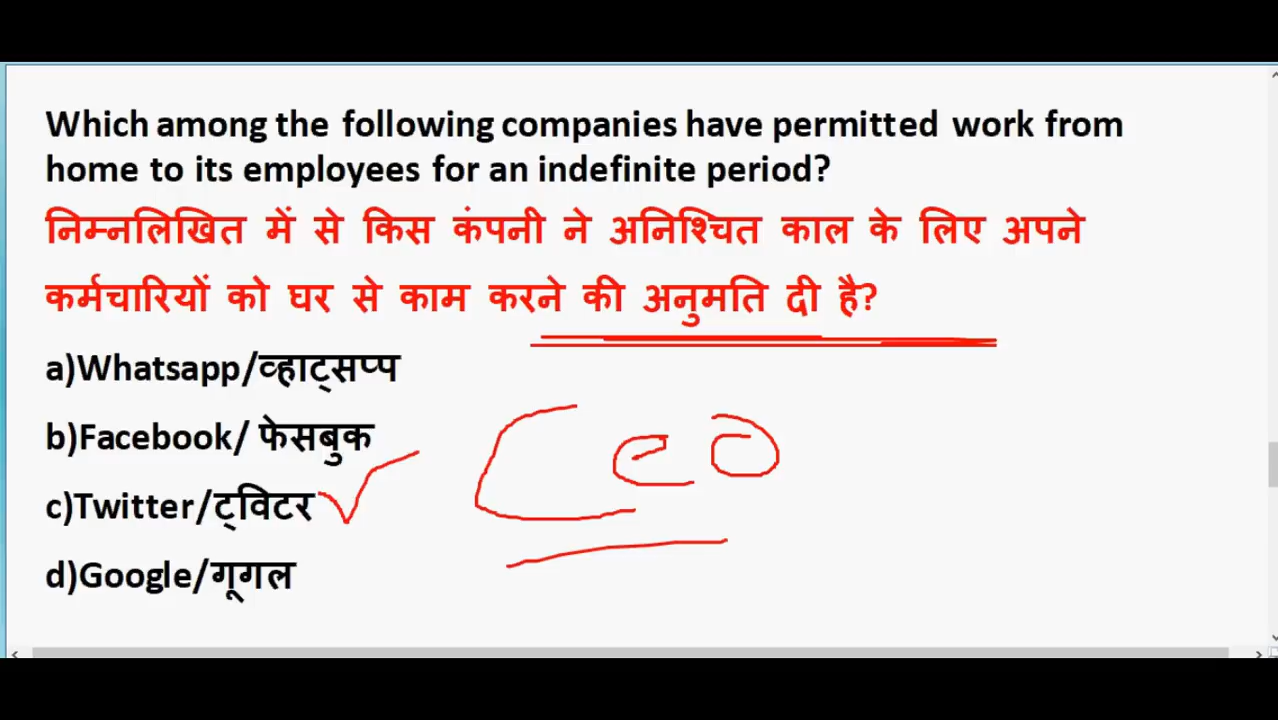 Which among the following companies have permitted work from
home to its employees for an indefinite period?
निम्नलिखित में से किस कंपनी ने अनिश्चित काल के लिए अपने
कर्मचारियों को घर से काम करने की अनुमति दी है?
a)Whatsapp/व्हाट्सप्प
b)Facebook/ फेसबुक
c)Twitter/ट्विटर
Ceo
d)Google/गूगल